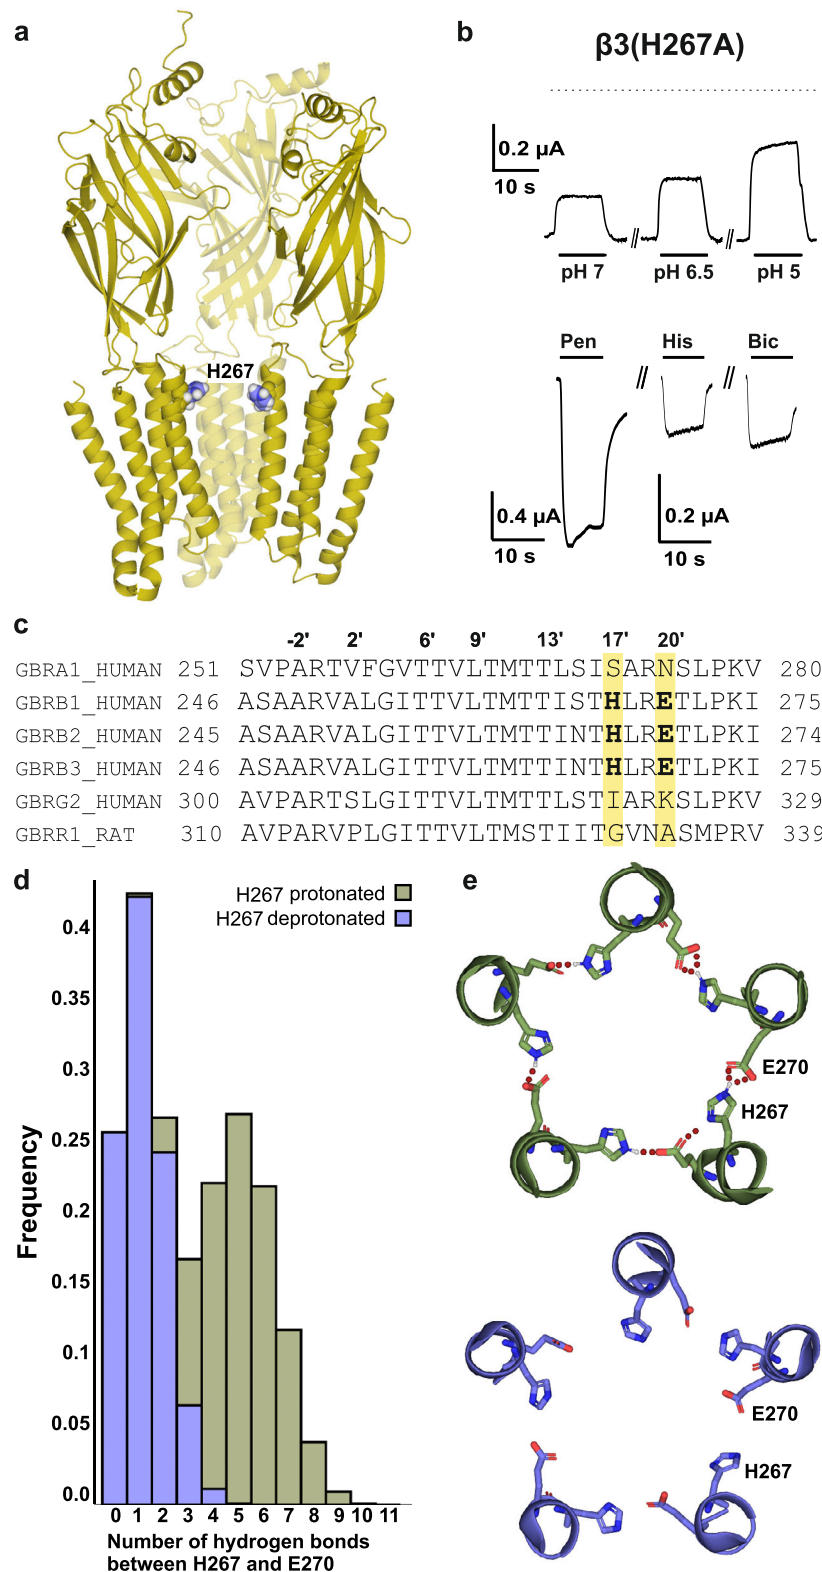 a
H267
b
β3(H267A)
0.2 µA
10 s
pH 7 // pH 6.5 // pH 5
Pen // His // Bic
0.4 µA
10 s
0.2 µA
10 s
c
-2' 2' 6' 9' 13' 17' 20'
GBRA1_HUMAN 251 SVPARTVFGVTTVLTMTTLSISARNSLPKV 280
GBRB1_HUMAN 246 ASAARVALGITTVLTMTTISTHLRETLPKI 275
GBRB2_HUMAN 245 ASAARVALGITTVLTMTTINTHLRETLPKI 274
GBRB3_HUMAN 246 ASAARVALGITTVLTMTTINTHLRETLPKI 275
GBRG2_HUMAN 300 AVPARTSLGITTVLTMTTLSTIARKSLPKV 329
GBRR1_RAT 310 AVPARVPLGITTVLTMSTIITGVNASMPRV 339
d
H267 protonated
H267 deprotonated
Frequency
0.4
0.35
0.3
0.25
0.2
0.15
0.1
0.05
0.0
0 1 2 3 4 5 6 7 8 9 10 11
Number of hydrogen bonds
between H267 and E270
e
E270
H267
E270
H267